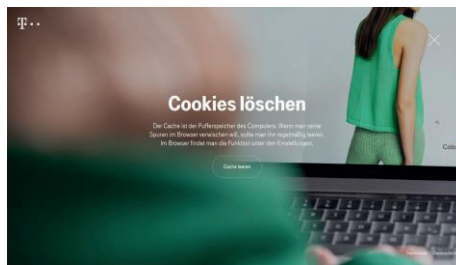 T
Cookies löschen
Der Cache ist der Pufferspeicher des Computers. Wenn man seine
Spuren im Browser verwischen will, sollte man ihn regelmäßig leeren.
Im Browser findet man die Funktion unter den Einstellungen.
Cache leeren